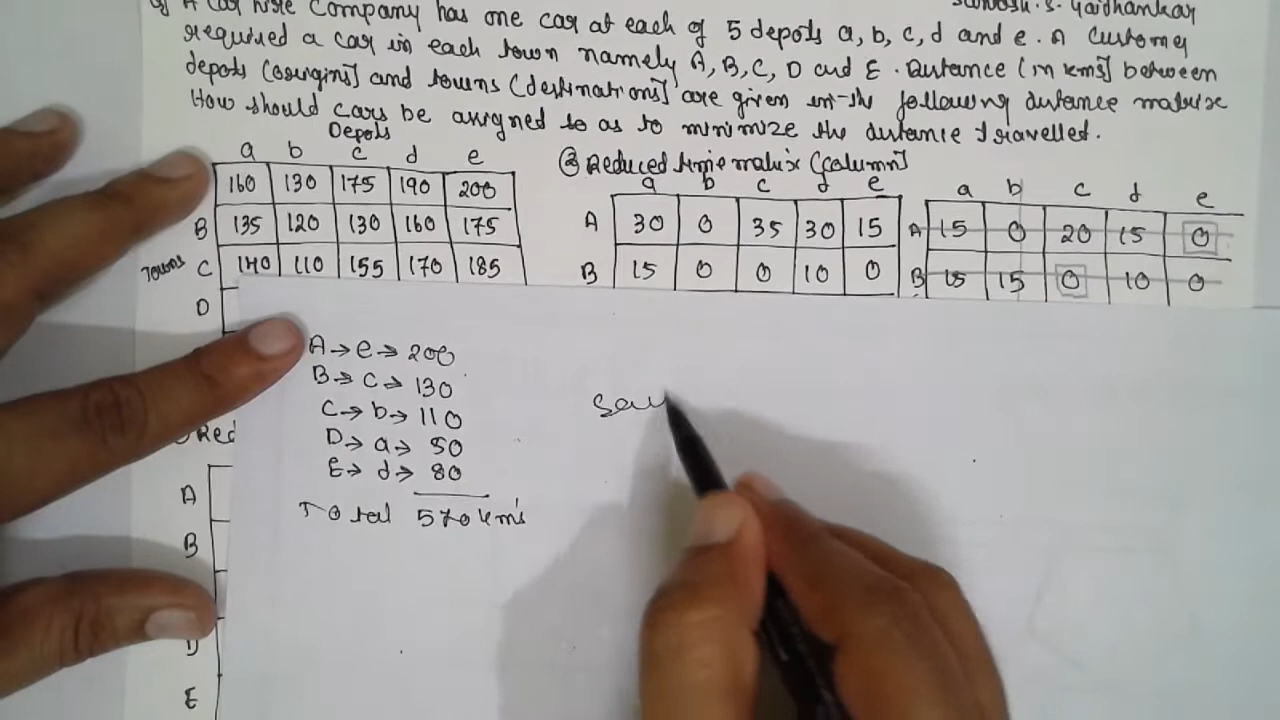 A Car hire Company has one car at each of 5 depots a, b, c, d and e. A Customer
required a car in each town namely A, B, C, D and E. Distance (in kms) between
depots (origins) and towns (destinations) are given in the following distance matrix
How should cars be assigned so as to minimize the distance travelled.
Depots
a b c d e
160 130 175 190 200
B 135 120 130 160 175
Towns
C 140 110 155 170 185
D
② Reduced time matrix (column)
a b c d e
A 30 0 35 30 15
B 15 0 0 10 0
a b c d e
A 15 0 20 15 0
B 15 15 0 10 0
A → e → 200
B → c → 130
C → b → 110
D → a → 50
E → d → 80
Total 570 km's
Red
A
B
D
E